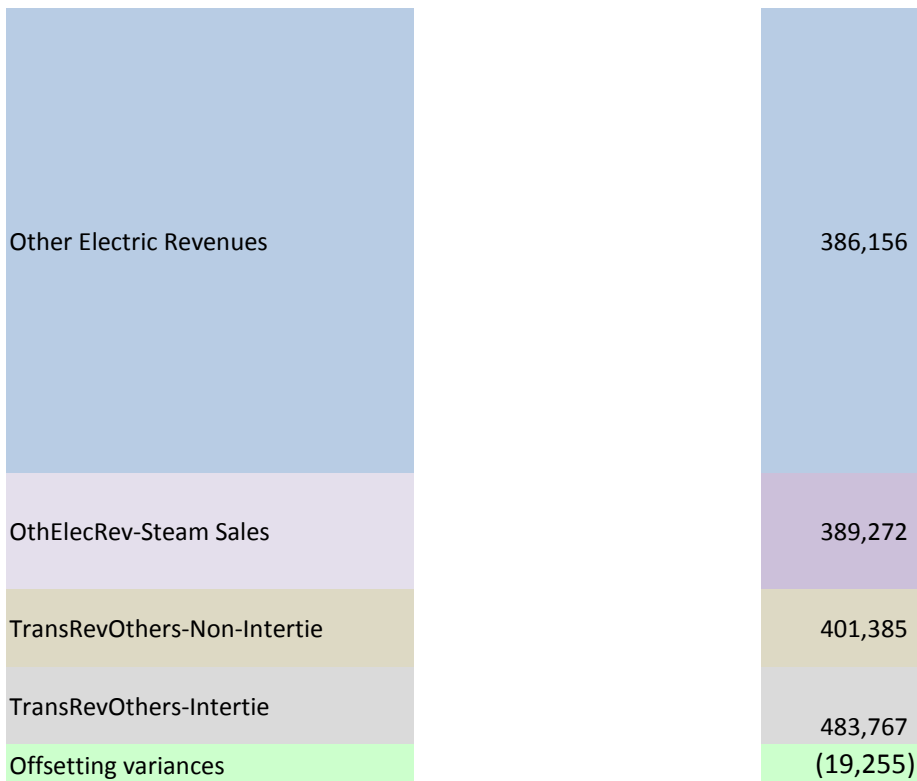 Other Electric Revenues 386,156
OthElecRev-Steam Sales 389,272
TransRevOthers-Non-Intertie 401,385
TransRevOthers-Intertie 483,767
Offsetting variances (19,255)